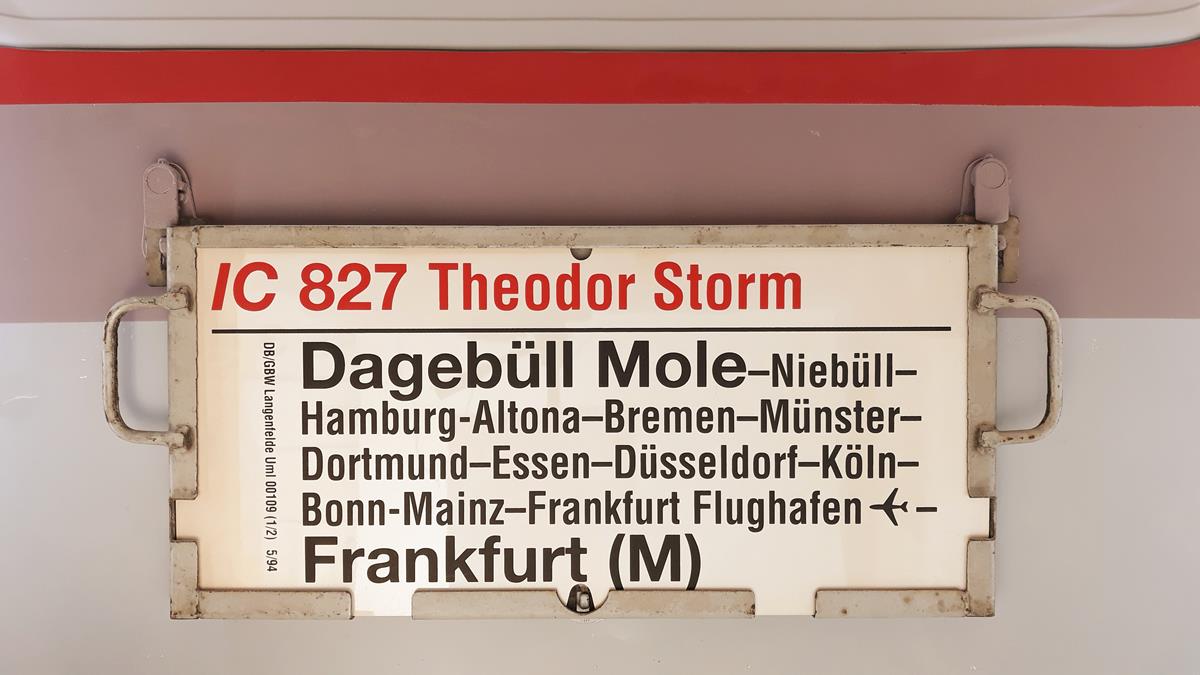 IC 827 Theodor Storm
Dagebüll Mole–Niebüll–
Hamburg-Altona–Bremen–Münster–
Dortmund–Essen–Düsseldorf–Köln–
Bonn-Mainz–Frankfurt Flughafen ✈ –
Frankfurt (M)
DB/GBW Langenfelde Uml 00109 (1/2) 5/94